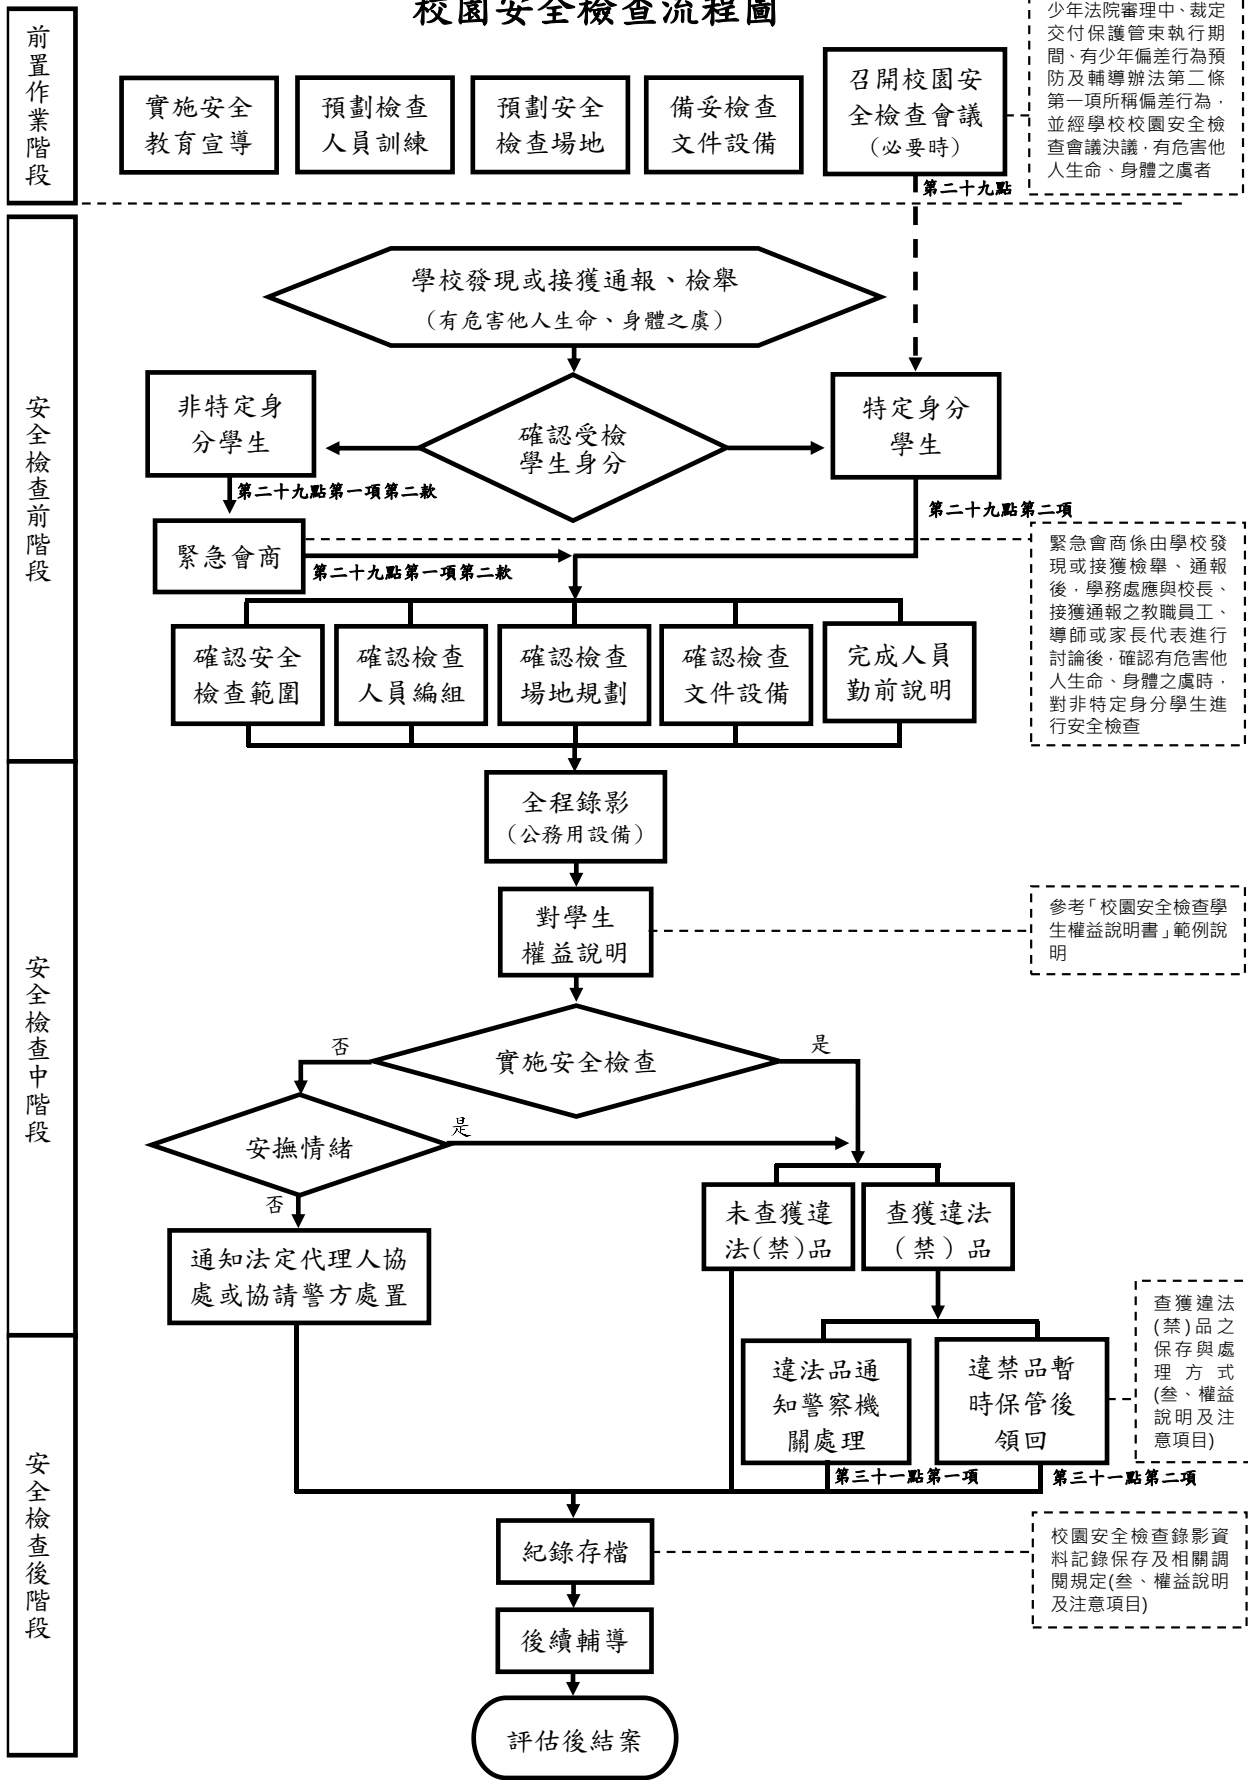 校園安全檢查流程圖
前置作業階段
實施安全
教育宣導
預劃檢查
人員訓練
預劃安全
檢查場地
備妥檢查
文件設備
召開校園安
全檢查會議
(必要時)
少年法院審理中、裁定
交付保護管束執行期
間、有少年偏差行為預
防及輔導辦法第二條
第一項所稱偏差行為，
並經學校校園安全檢
查會議決議，有危害他
人生命、身體之虞者
第二十九點
安全檢查前階段
學校發現或接獲通報、檢舉
（有危害他人生命、身體之虞）
非特定身
分學生
確認受檢
學生身分
特定身分
學生
第二十九點第一項第二款
第二十九點第二項
緊急會商
第二十九點第一項第二款
緊急會商係由學校發
現或接獲檢舉、通報
後，學務處應與校長、
接獲通報之教職員工、
導師或家長代表進行
討論後，確認有危害他
人生命、身體之虞時，
對非特定身分學生進
行安全檢查
確認安全
檢查範圍
確認檢查
人員編組
確認檢查
場地規劃
確認檢查
文件設備
完成人員
勤前說明
安全檢查中階段
全程錄影
（公務用設備）
對學生
權益說明
參考「校園安全檢查學
生權益說明書」範例說
明
實施安全檢查
否
是
安撫情緒
是
否
通知法定代理人協
處或協請警方處置
未查獲違
法(禁)品
查獲違法
（禁）品
安全檢查後階段
違法品通
知警察機
關處理
違禁品暫
時保管後
領回
查獲違法
(禁)品之
保存與處
理方式
(叁、權益
說明及注
意項目)
第三十一點第一項
第三十一點第二項
紀錄存檔
校園安全檢查錄影資
料記錄保存及相關調
閱規定(叁、權益說明
及注意項目)
後續輔導
評估後結案